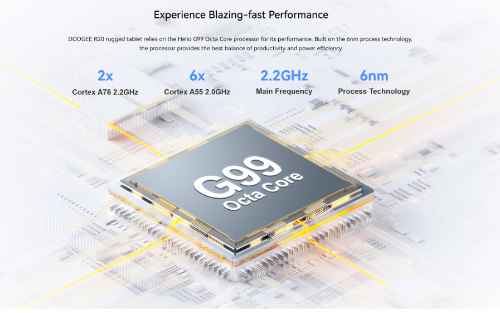 Experience Blazing-fast Performance
DOOGEE R20 rugged tablet relies on the Helio G99 Octa Core processor for its performance. Built on the 6nm process technology,
the processor provides the best balance of productivity and power efficiency.
2x 6x 2.2GHz 6nm
Cortex A76 2.2GHz Cortex A55 2.0GHz Main Frequency Process Technology
G99
Octa Core